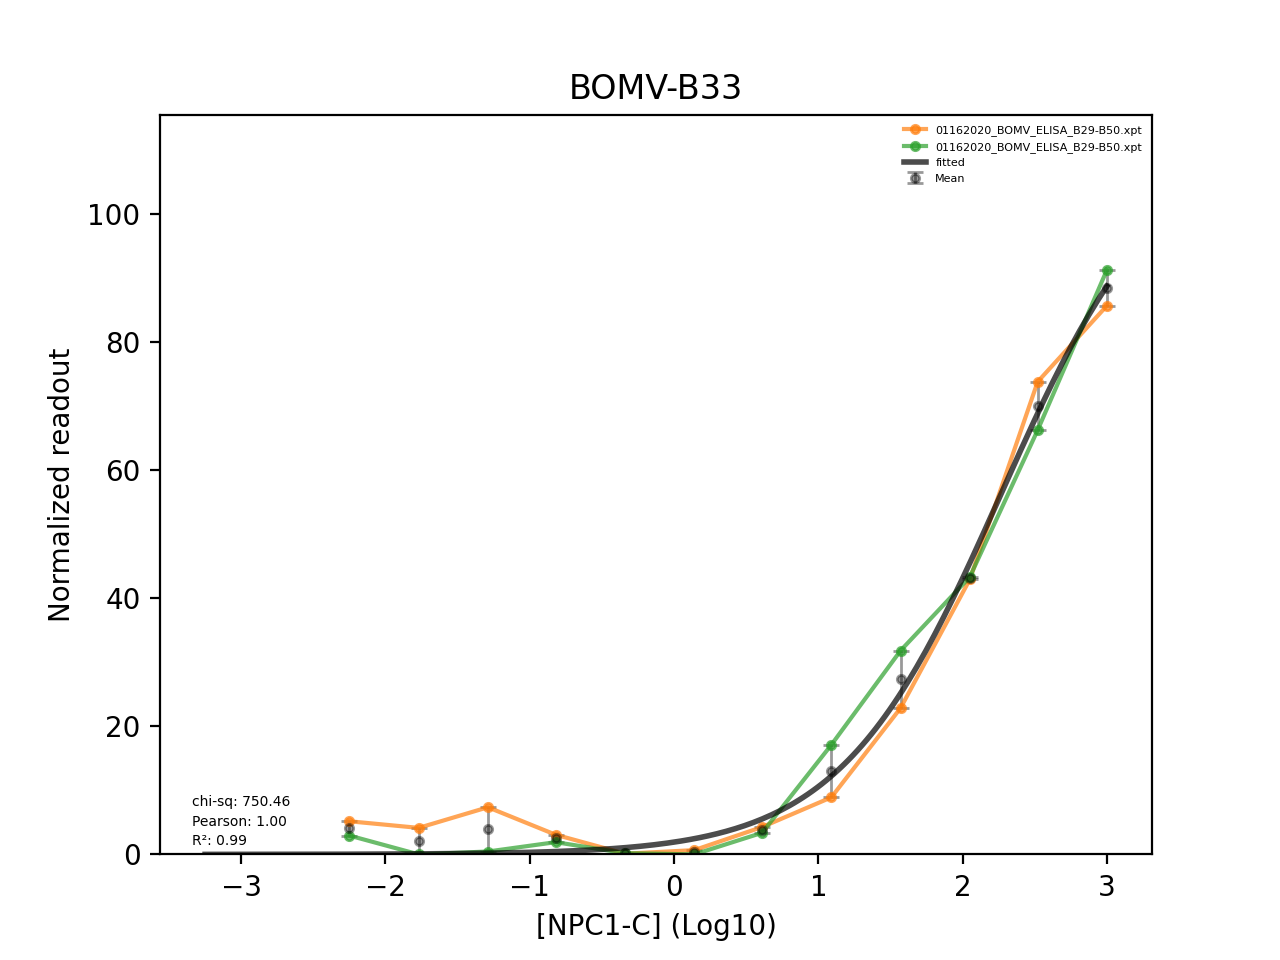 BOMV-B33
01162020_BOMV_ELISA_B29-B50.xpt
01162020_BOMV_ELISA_B29-B50.xpt
fitted
Mean
100
80
60
40
20
0
Normalized readout
chi-sq: 750.46
Pearson: 1.00
R²: 0.99
−3 −2 −1 0 1 2 3
[NPC1-C] (Log10)